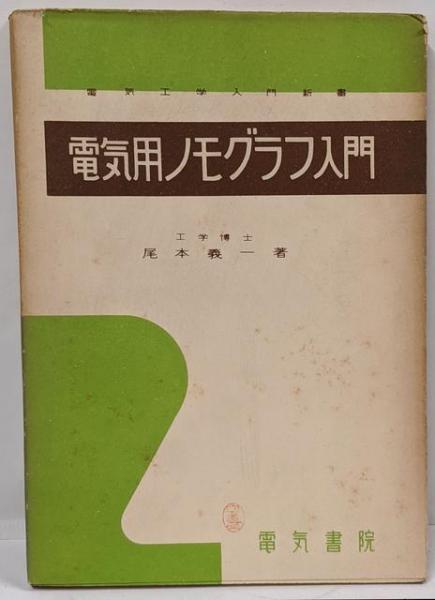 電気工学入門新書
電気用ノモグラフ入門
工学博士
尾本義一著
電気書院